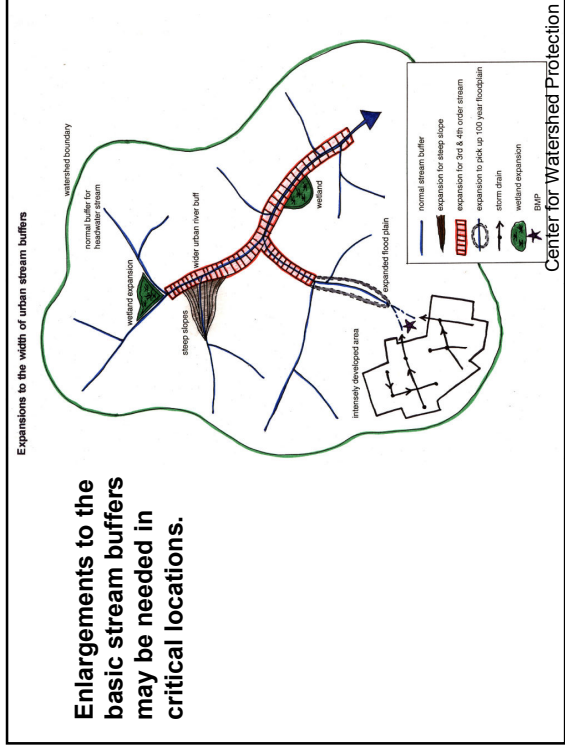 Enlargements to the
basic stream buffers
may be needed in
critical locations.
Expansions to the width of urban stream buffers
watershed boundary
normal buffer for
headwater stream
wetland expansion
wider urban river buff
steep slopes
wetland
expanded flood plain
intensely developed area
normal stream buffer
expansion for steep slope
expansion for 3rd & 4th order stream
expansion to pick up 100 year floodplain
storm drain
wetland expansion
BMP
Center for Watershed Protection